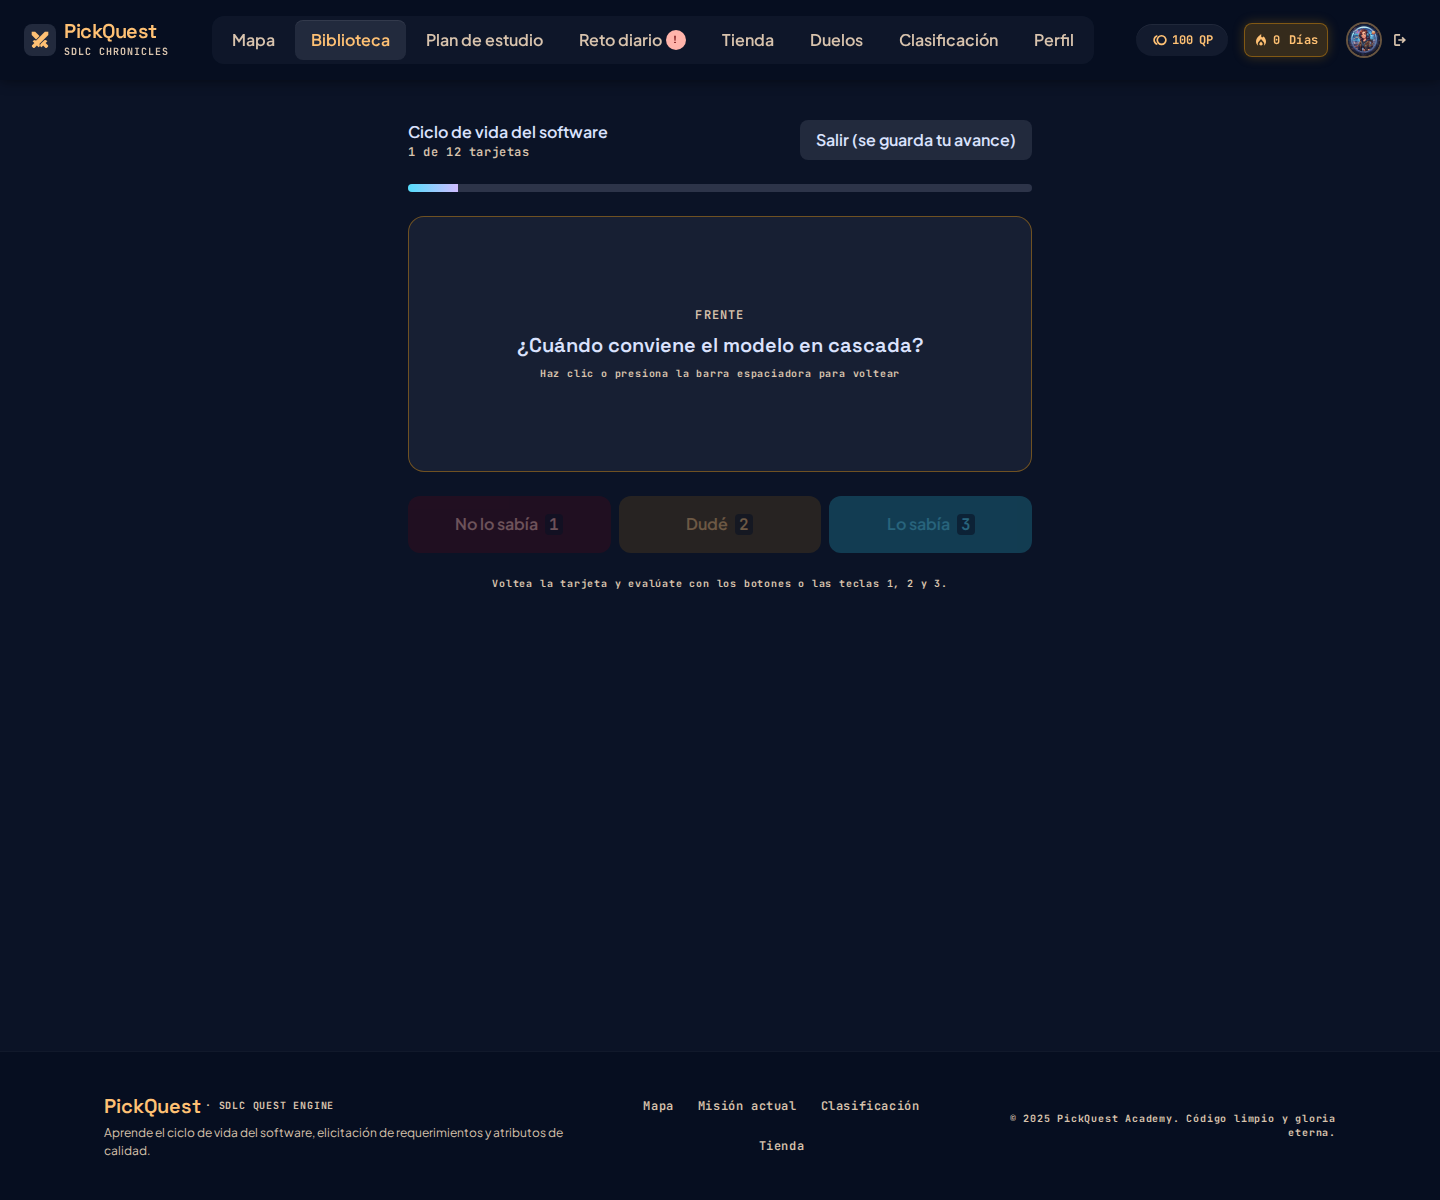 PickQuest
SDLC CHRONICLES
Mapa
Biblioteca
Plan de estudio
Reto diario !
Tienda
Duelos
Clasificación
Perfil
100 QP
0 Días
Ciclo de vida del software
1 de 12 tarjetas
Salir (se guarda tu avance)
FRENTE
¿Cuándo conviene el modelo en cascada?
Haz clic o presiona la barra espaciadora para voltear
No lo sabía 1
Dudé 2
Lo sabía 3
Voltea la tarjeta y evalúate con los botones o las teclas 1, 2 y 3.
PickQuest · SDLC QUEST ENGINE
Aprende el ciclo de vida del software, elicitación de requerimientos y atributos de
calidad.
Mapa
Misión actual
Clasificación
Tienda
© 2025 PickQuest Academy. Código limpio y gloria
eterna.